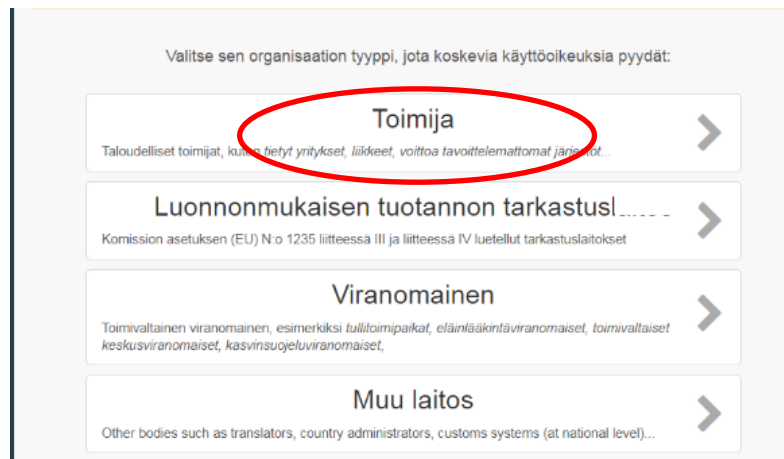 Valitse sen organisaation tyyppi, jota koskevia käyttöoikeuksia pyydät:
Toimija
Taloudelliset toimijat, kuten tietyt yritykset, liikkeet, voittoa tavoittelemattomat järjestöt...
Luonnonmukaisen tuotannon
Komission asetuksen (EU) N:o 1235 liitteessä III ja liitteessä IV luetellut tarkastuslaitokset
Viranomainen
Toimivaltainen viranomainen, esimerkiksi tullitoimipaikat, eläinlääkintäviranomaiset, toimivaltaiset
keskusviranomaiset, kasvinsuojeluviranomaiset,
Muu laitos
Other bodies such as translators, country administrators, customs systems (at national level)...